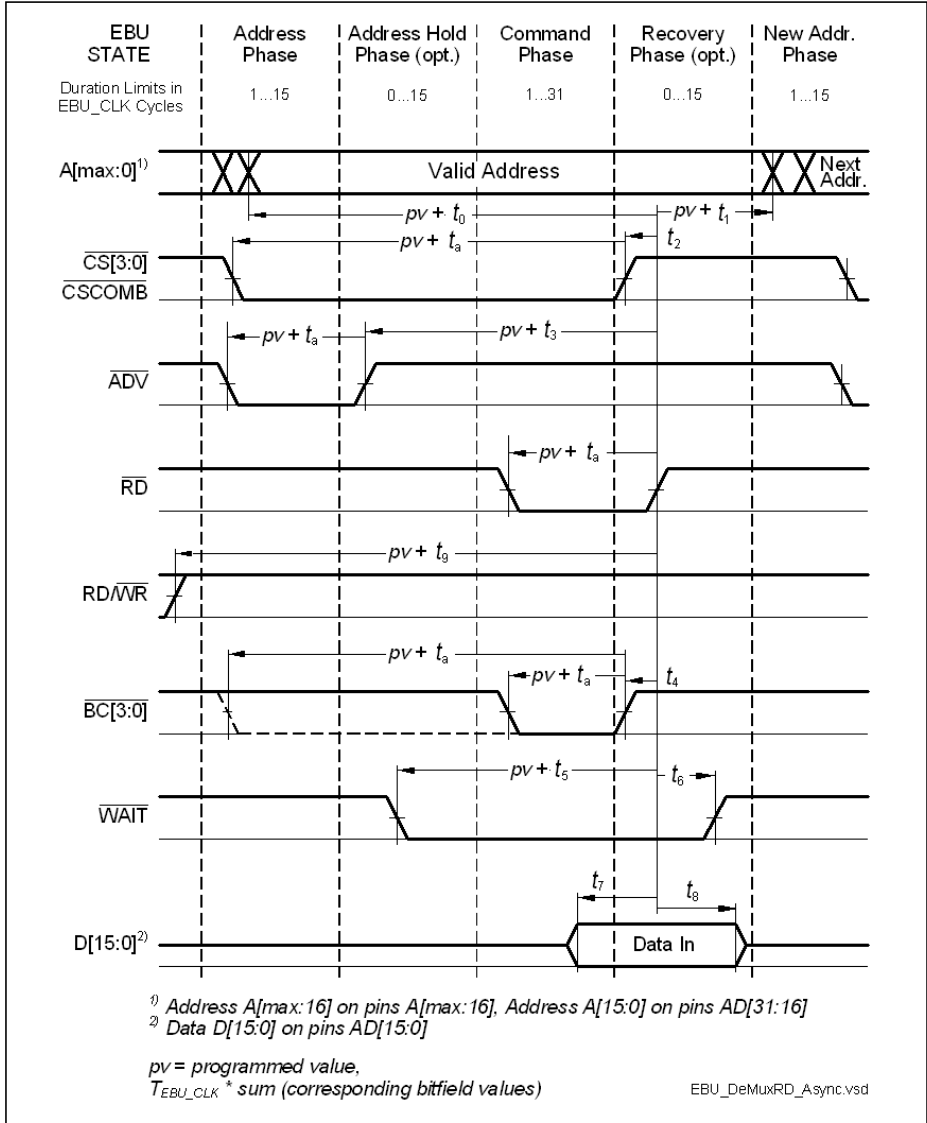 EBU STATE
Address Phase
Address Hold Phase (opt.)
Command Phase
Recovery Phase (opt.)
New Addr. Phase
Duration Limits in EBU_CLK Cycles
1...15
0...15
1...31
0...15
1...15
A[max:0]1)
Valid Address
Next Addr.
pv + t0
pv + t1
pv + ta
t2
CS[3:0]
CSCOMB
pv + ta
pv + t3
ADV
pv + ta
RD
pv + t9
RD/WR
pv + ta
pv + ta
t4
BC[3:0]
pv + t5
t6
WAIT
t7
t8
D[15:0]2)
Data In
1) Address A[max:16] on pins A[max:16], Address A[15:0] on pins AD[31:16]
2) Data D[15:0] on pins AD[15:0]
pv = programmed value,
TEBU_CLK * sum (corresponding bitfield values)
EBU_DeMuxRD_Async.vsd